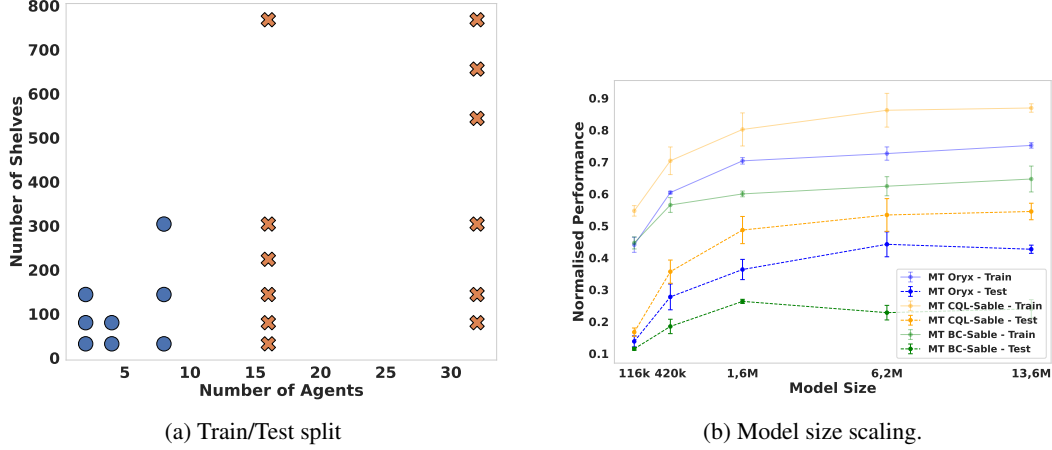 800
700
600
500
400
300
200
100
0
Number of Shelves
5 10 15 20 25 30
Number of Agents
(a) Train/Test split
0.9
0.8
0.7
0.6
0.5
0.4
0.3
0.2
0.1
Normalised Performance
MT Oryx - Train
MT Oryx - Test
MT CQL-Sable - Train
MT CQL-Sable - Test
MT BC-Sable - Train
MT BC-Sable - Test
116k 420k 1,6M 6,2M 13,6M
Model Size
(b) Model size scaling.